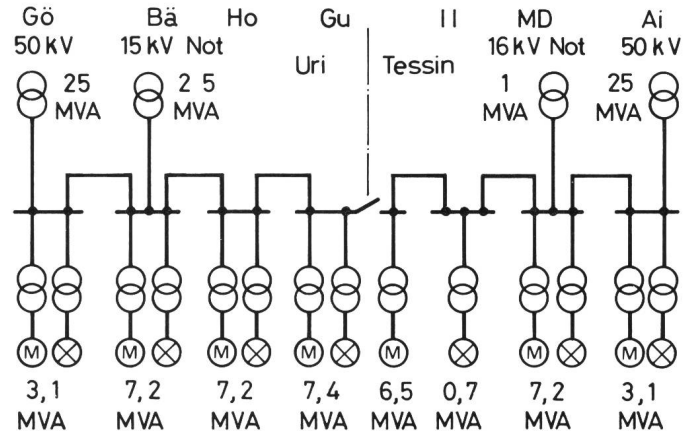 Gö Bä Ho Gu II MD Ai
50 kV 15 kV Not 16 kV Not 50 kV
Uri Tessin
25 2 5 1 25
MVA MVA MVA MVA
M M M M M M M
3,1 7,2 7,2 7,4 6,5 0,7 7,2 3,1
MVA MVA MVA MVA MVA MVA MVA MVA